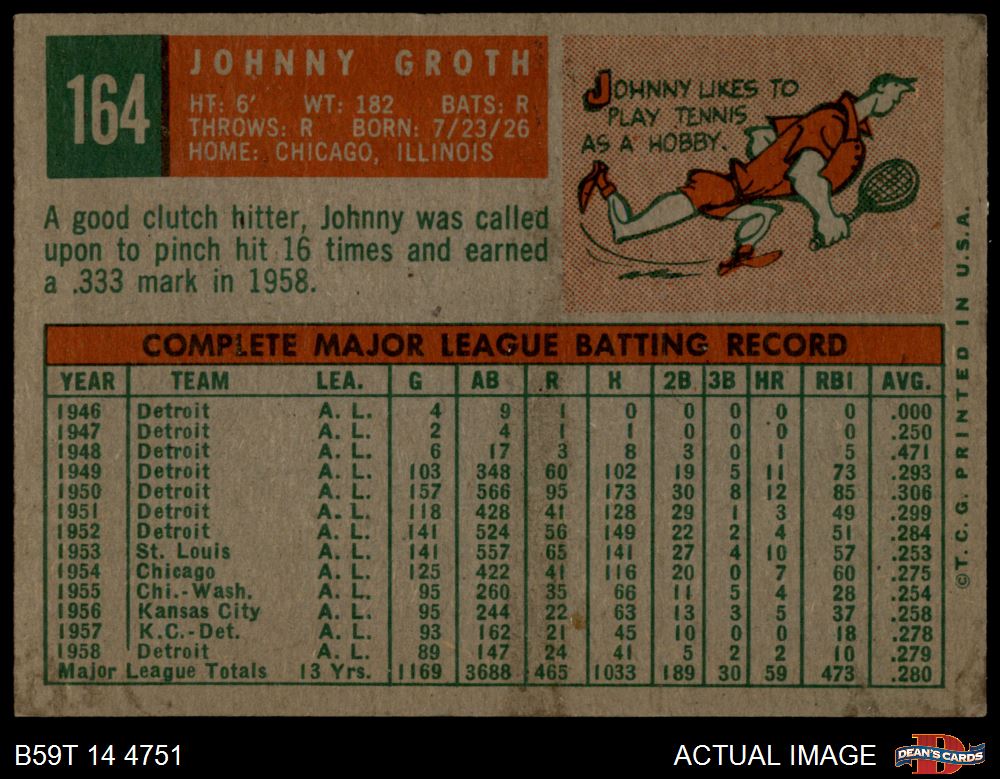 164
JOHNNY GROTH
HT: 6' WT: 182 BATS: R
THROWS: R BORN: 7/23/26
HOME: CHICAGO, ILLINOIS
JOHNNY LIKES TO
PLAY TENNIS
AS A HOBBY.
A good clutch hitter, Johnny was called
upon to pinch hit 16 times and earned
a .333 mark in 1958.
COMPLETE MAJOR LEAGUE BATTING RECORD
YEAR TEAM LEA. G AB R H 2B 3B HR RBI AVG.
1946 Detroit A. L. 4 9 1 0 0 0 0 0 .000
1947 Detroit A. L. 2 4 1 1 0 0 0 0 .250
1948 Detroit A. L. 6 17 3 8 3 0 1 5 .471
1949 Detroit A. L. 103 348 60 102 19 5 11 73 .293
1950 Detroit A. L. 157 566 95 173 30 8 12 85 .306
1951 Detroit A. L. 118 428 41 128 29 1 3 49 .299
1952 Detroit A. L. 141 524 56 149 22 2 4 51 .284
1953 St. Louis A. L. 141 557 65 141 27 4 10 57 .253
1954 Chicago A. L. 125 422 41 116 20 0 7 60 .275
1955 Chi.-Wash. A. L. 95 260 35 66 11 5 4 28 .254
1956 Kansas City A. L. 95 244 22 63 13 3 5 37 .258
1957 K.C.-Det. A. L. 93 162 21 45 10 0 0 18 .278
1958 Detroit A. L. 89 147 24 41 5 2 2 10 .279
Major League Totals 13 Yrs. 1169 3688 465 1033 189 30 59 473 .280
©T.C.G. PRINTED IN U.S.A.
B59T 14 4751
ACTUAL IMAGE
DEAN'S CARDS